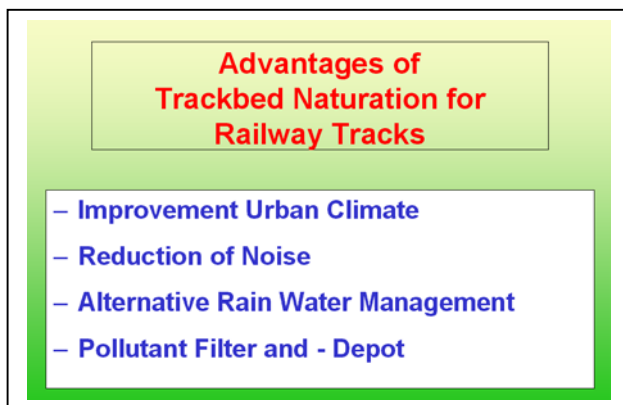 Advantages of
Trackbed Naturation for
Railway Tracks
– Improvement Urban Climate
– Reduction of Noise
– Alternative Rain Water Management
– Pollutant Filter and - Depot